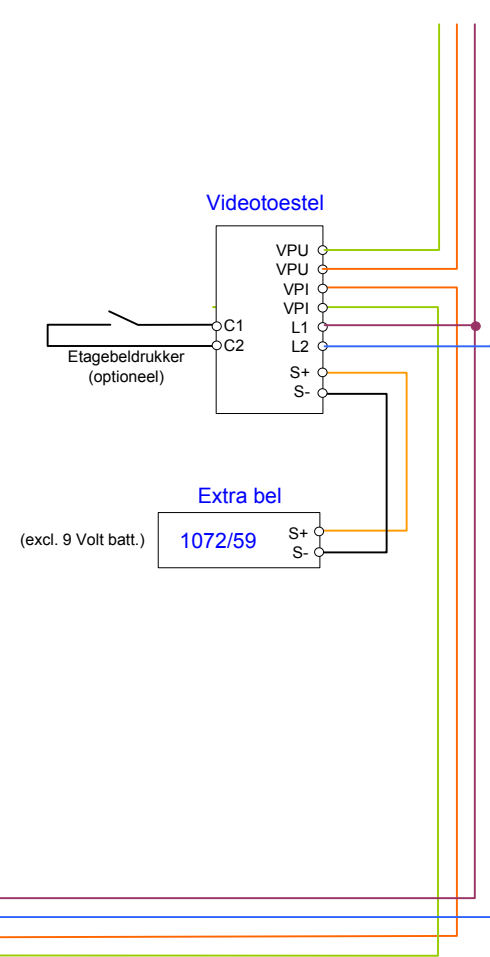 Videotoestel
VPU
VPU
VPI
VPI
C1
L1
C2
L2
Etagebeldrukker
(optioneel)
S+
S-
Extra bel
(excl. 9 Volt batt.)
1072/59
S+
S-